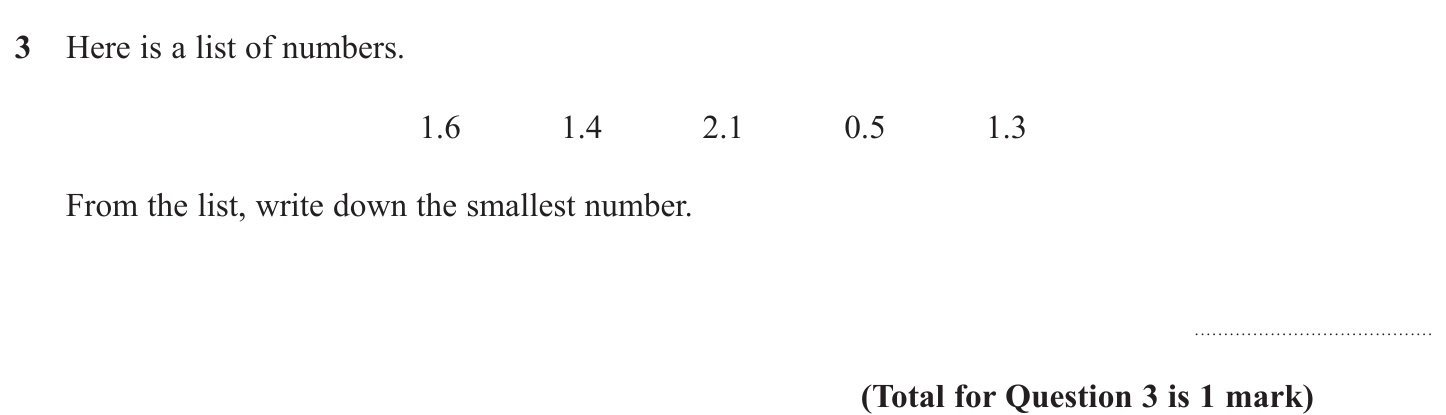 3 Here is a list of numbers.
1.6 1.4 2.1 0.5 1.3
From the list, write down the smallest number.
(Total for Question 3 is 1 mark)